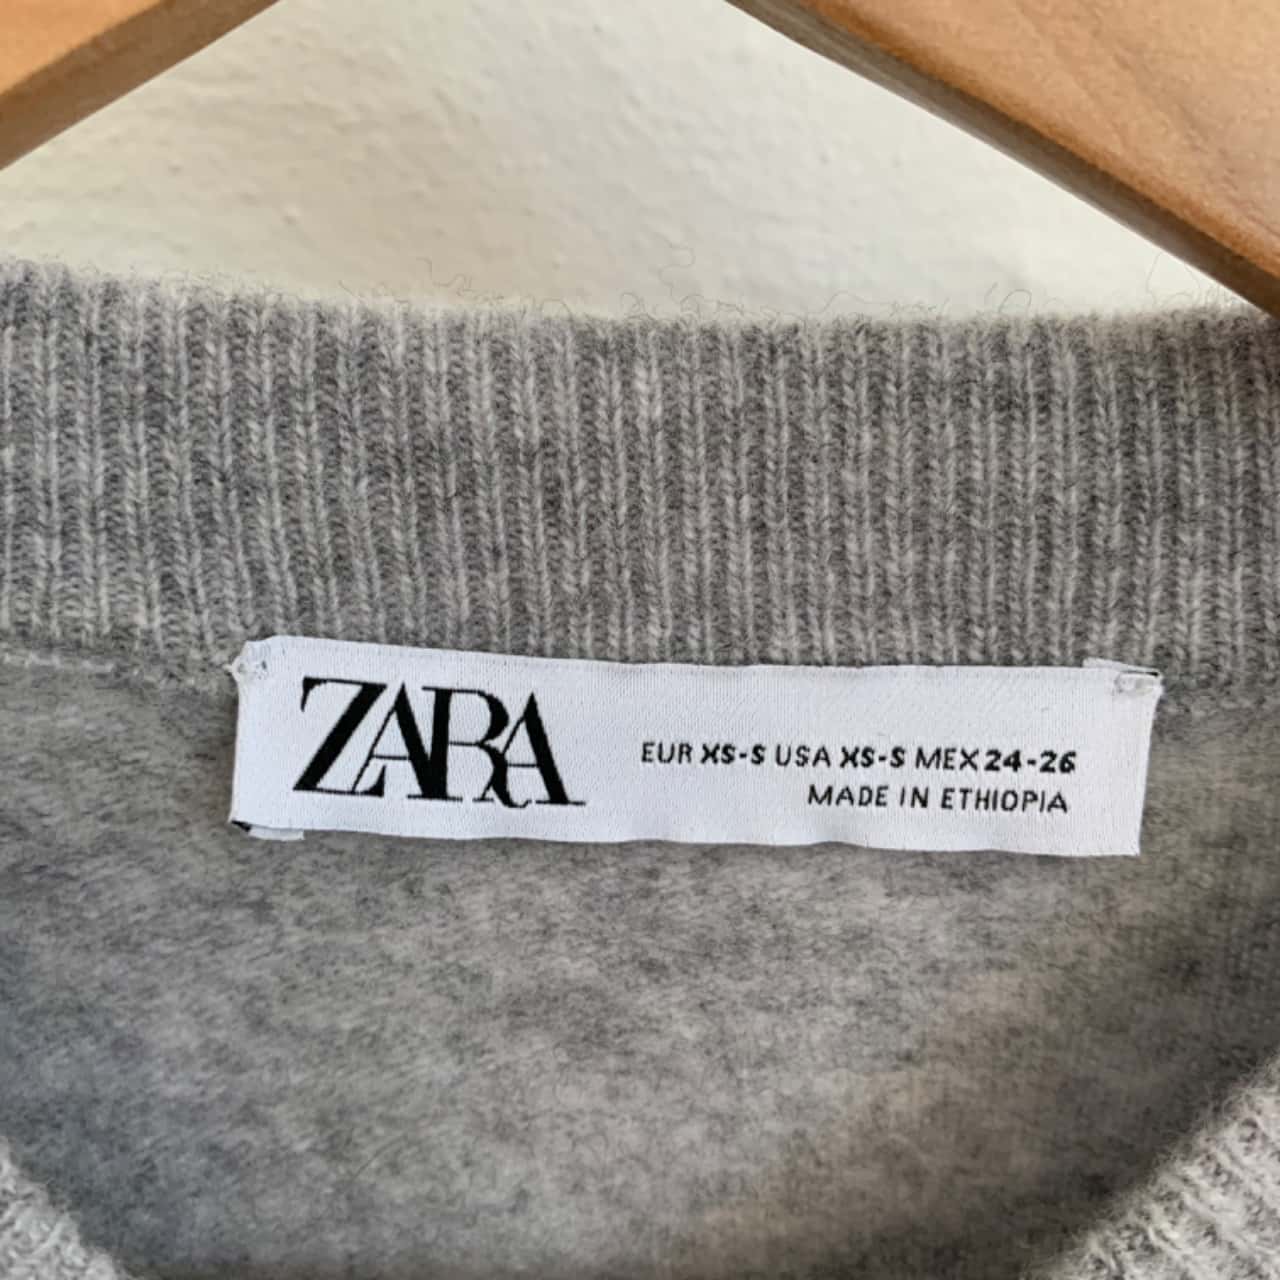 ZARA
EUR XS-S USA XS-S MEX 24-26
MADE IN ETHIOPIA